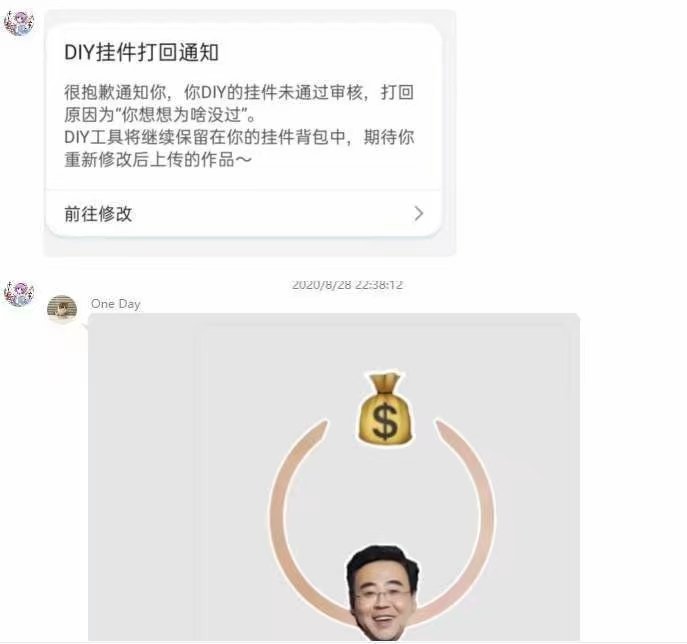 DIY挂件打回通知
很抱歉通知你，你DIY的挂件未通过审核，打回
原因为“你想想为啥没过”。
DIY工具将继续保留在你的挂件背包中，期待你
重新修改后上传的作品～
前往修改
2020/8/28 22:38:12
One Day
$